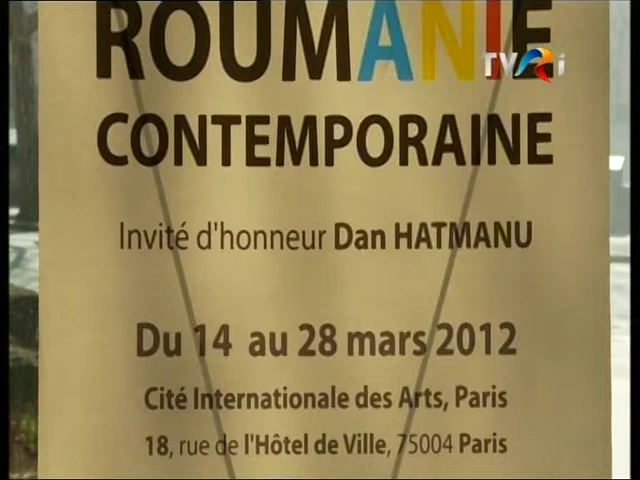 ROUMANIE
TVRi
CONTEMPORAINE
Invité d'honneur Dan HATMANU
Du 14 au 28 mars 2012
Cité Internationale des Arts, Paris
18, rue de l'Hôtel de Ville, 75004 Paris